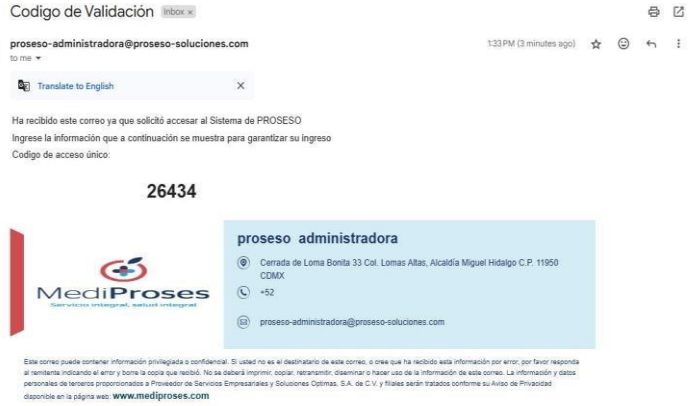 Codigo de Validación Inbox ×
proseso-administradora@proseso-soluciones.com 1:33 PM (3 minutes ago)
to me
Translate to English ×
Ha recibido este correo ya que solicitó accesar al Sistema de PROSESO
Ingrese la información que a continuación se muestra para garantizar su ingreso
Codigo de acceso único:
26434
proseso administradora
Cerrada de Loma Bonita 33 Col. Lomas Altas, Alcaldía Miguel Hidalgo C.P. 11950
CDMX
+52
proseso-administradora@proseso-soluciones.com
MediProses
Servicio integral, salud integral
Este correo puede contener información privilegiada o confidencial. Si usted no es el destinatario de este correo, o cree que ha recibido esta información por error, por favor responda
al remitente indicando el error y borre la copia que recibió. No se deberá imprimir, copiar, retransmitir, diseminar o hacer uso de la información de este correo. La información y datos
personales de terceros proporcionados a Proveedor de Servicios Empresariales y Soluciones Optimas, S.A. de C.V. y filiales serán tratados conforme su Aviso de Privacidad
disponible en la página web: www.mediproses.com